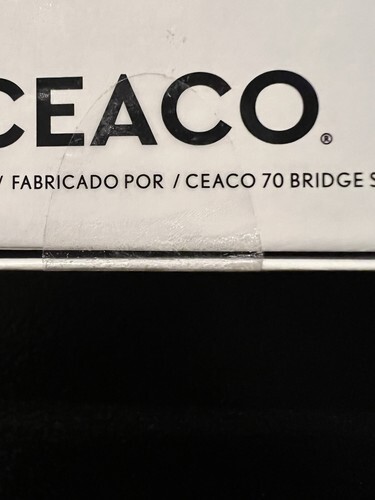 CEACO®
/ FABRICADO POR / CEACO 70 BRIDGE